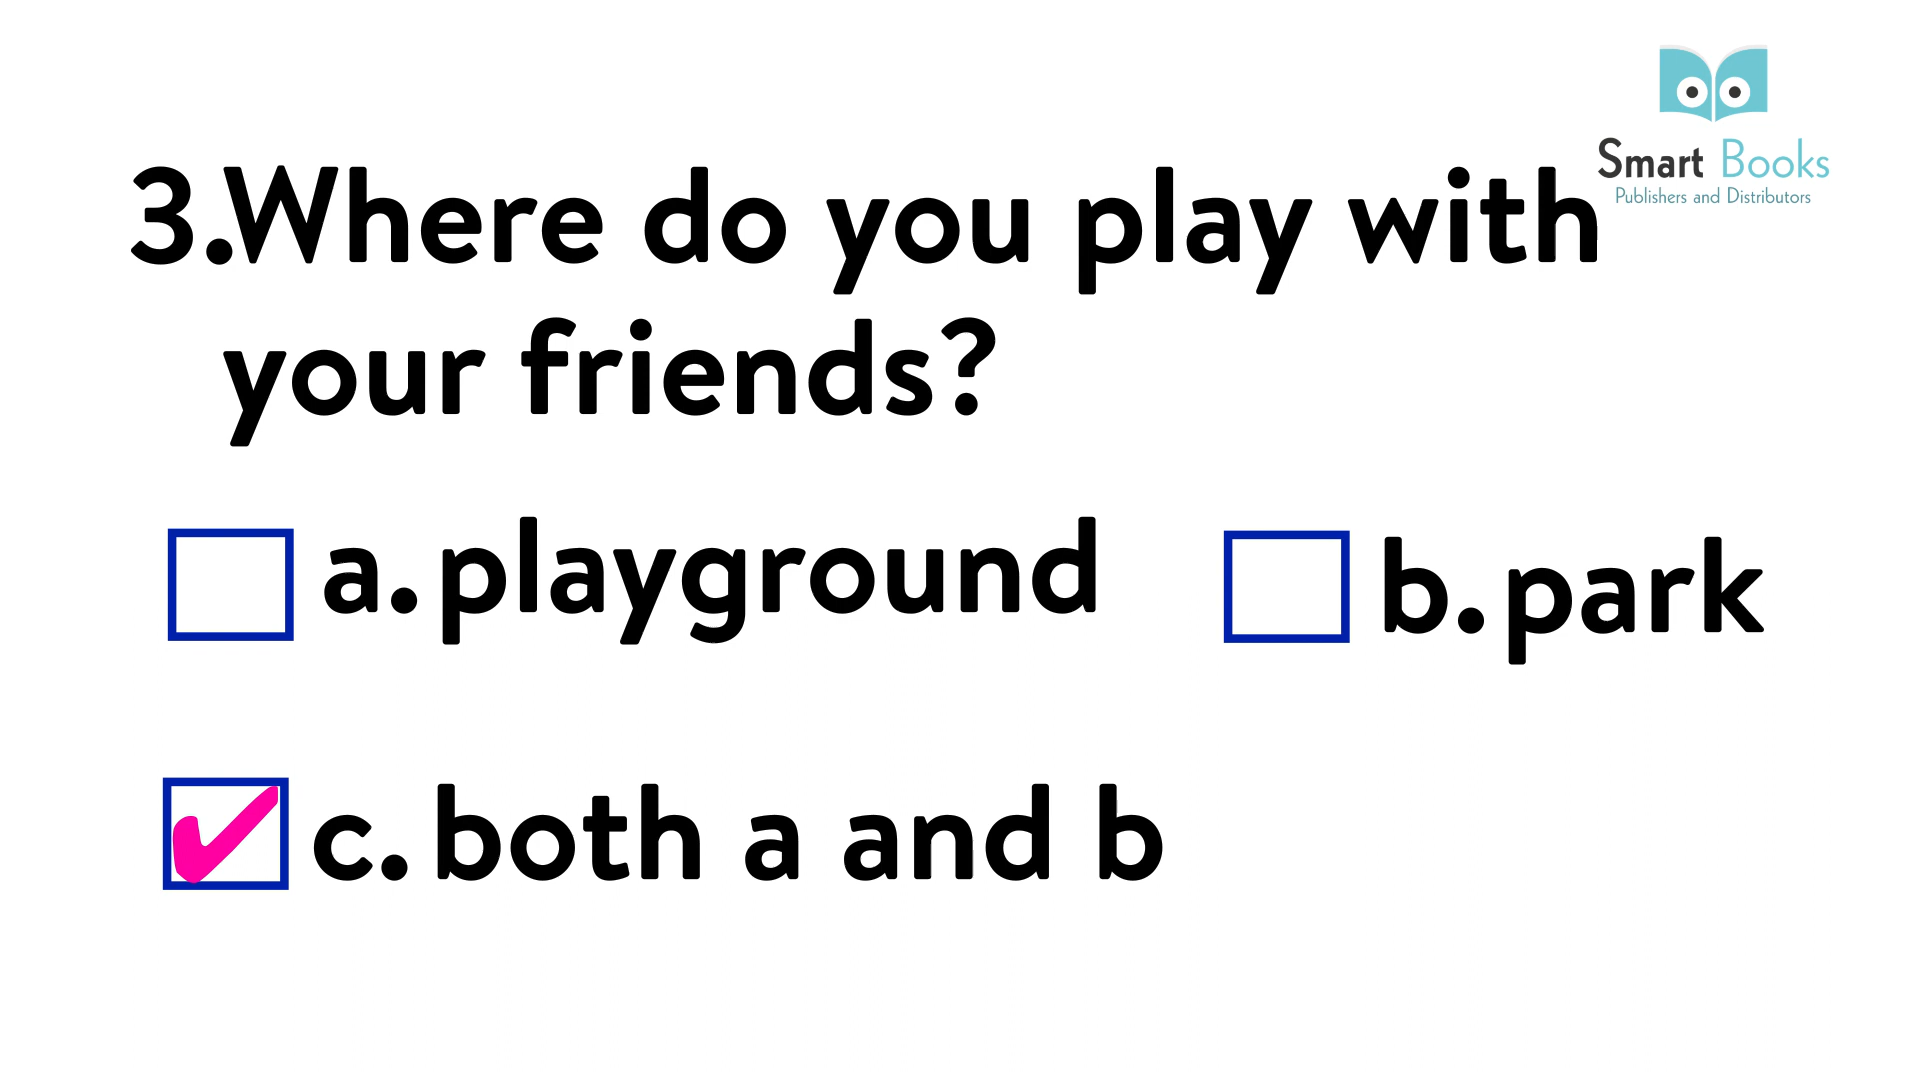 Smart Books
Publishers and Distributors
3.Where do you play with
your friends?
a. playground
b. park
c. both a and b